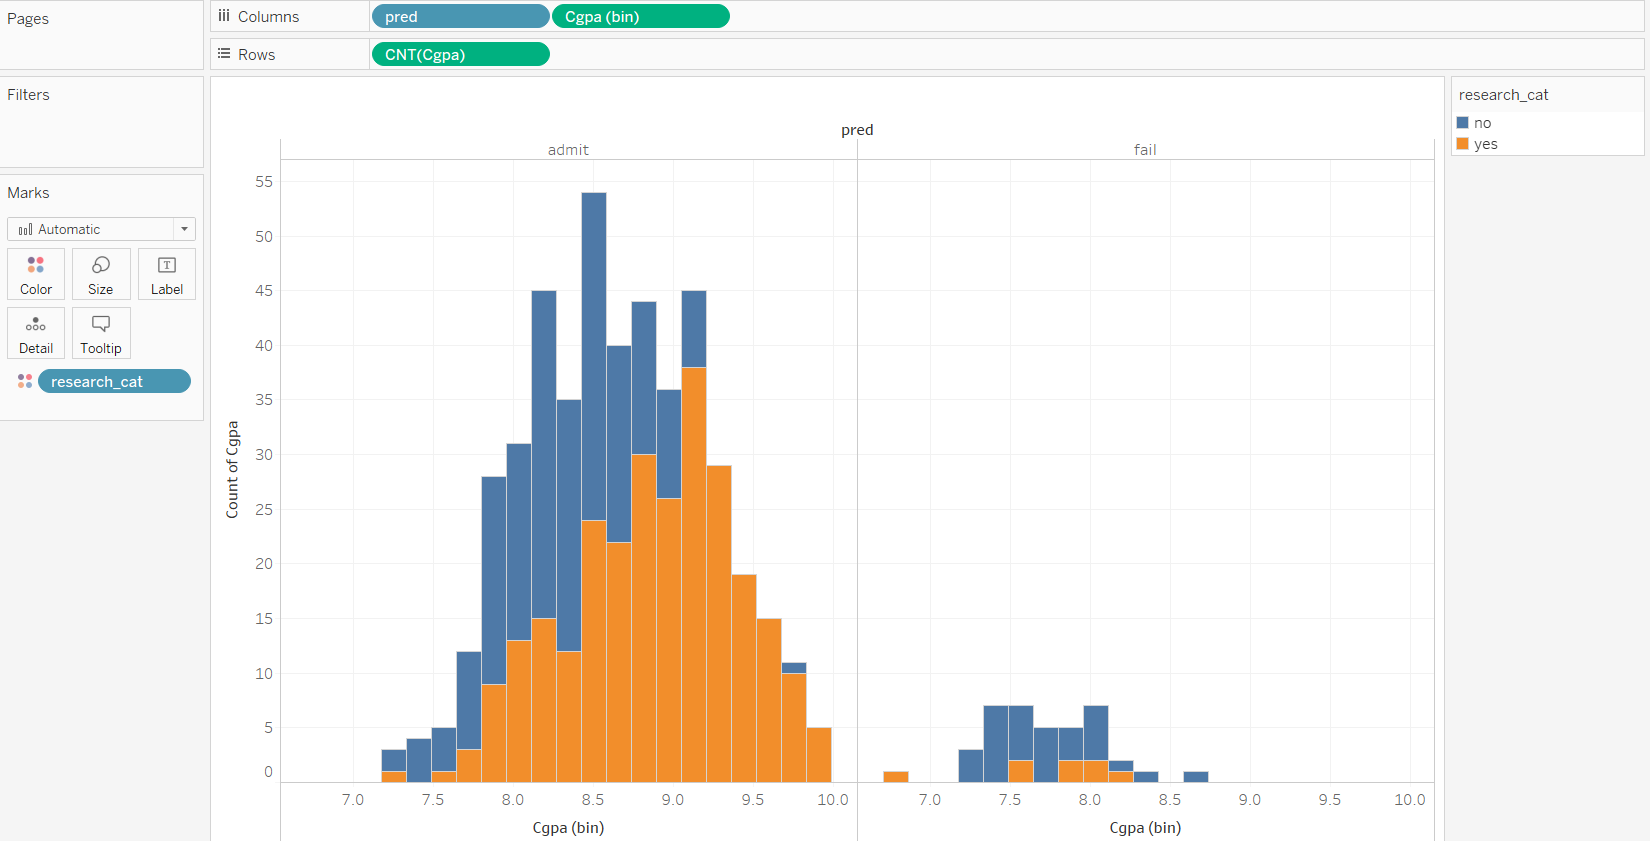 Pages
Columns
pred
Cgpa (bin)
Rows
CNT(Cgpa)
Filters
Marks
Automatic
Color
Size
Label
T
Detail
Tooltip
research_cat
pred
admit
fail
55
50
45
40
35
30
25
20
15
10
5
0
Count of Cgpa
7.0 7.5 8.0 8.5 9.0 9.5 10.0
7.0 7.5 8.0 8.5 9.0 9.5 10.0
Cgpa (bin)
Cgpa (bin)
research_cat
no
yes